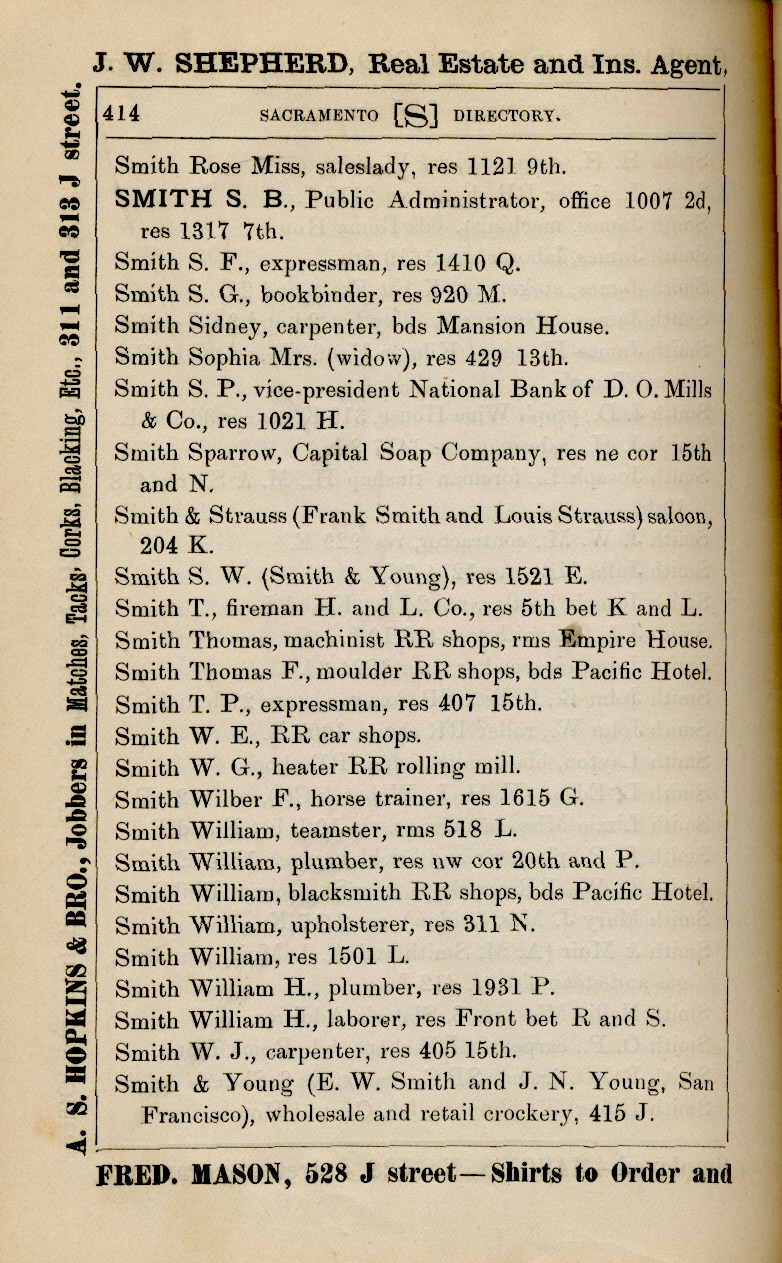 J. W. SHEPHERD, Real Estate and Ins. Agent,
414 SACRAMENTO [S] DIRECTORY.
Smith Rose Miss, saleslady, res 1121 9th.
SMITH S. B., Public Administrator, office 1007 2d,
res 1317 7th.
Smith S. F., expressman, res 1410 Q.
Smith S. G., bookbinder, res 920 M.
Smith Sidney, carpenter, bds Mansion House.
Smith Sophia Mrs. (widow), res 429 13th.
Smith S. P., vice-president National Bank of D. O. Mills
& Co., res 1021 H.
Smith Sparrow, Capital Soap Company, res ne cor 15th
and N.
Smith & Strauss (Frank Smith and Louis Strauss) saloon,
204 K.
Smith S. W. (Smith & Young), res 1521 E.
Smith T., fireman H. and L. Co., res 5th bet K and L.
Smith Thomas, machinist RR shops, rms Empire House.
Smith Thomas F., moulder RR shops, bds Pacific Hotel.
Smith T. P., expressman, res 407 15th.
Smith W. E., RR car shops.
Smith W. G., heater RR rolling mill.
Smith Wilber F., horse trainer, res 1615 G.
Smith William, teamster, rms 518 L.
Smith William, plumber, res nw cor 20th and P.
Smith William, blacksmith RR shops, bds Pacific Hotel.
Smith William, upholsterer, res 311 N.
Smith William, res 1501 L.
Smith William H., plumber, res 1931 P.
Smith William H., laborer, res Front bet R and S.
Smith W. J., carpenter, res 405 15th.
Smith & Young (E. W. Smith and J. N. Young, San
Francisco), wholesale and retail crockery, 415 J.
FRED. MASON, 528 J street—Shirts to Order and
A. S. HOPKINS & BRO., Jobbers in Matches, Tacks, Corks, Blacking, Etc., 311 and 313 J street.